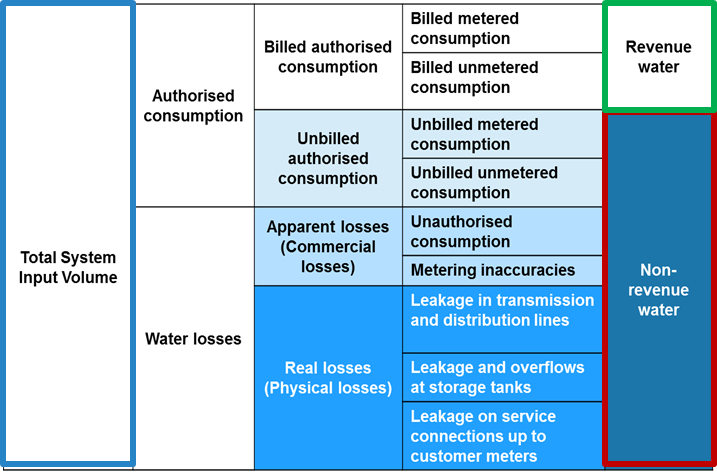 Total System
Input Volume
Authorised
consumption
Water losses
Billed authorised
consumption
Unbilled
authorised
consumption
Apparent losses
(Commercial
losses)
Real losses
(Physical losses)
Billed metered
consumption
Billed unmetered
consumption
Unbilled metered
consumption
Unbilled unmetered
consumption
Unauthorised
consumption
Metering inaccuracies
Leakage in transmission
and distribution lines
Leakage and overflows
at storage tanks
Leakage on service
connections up to
customer meters
Revenue
water
Non-
revenue
water